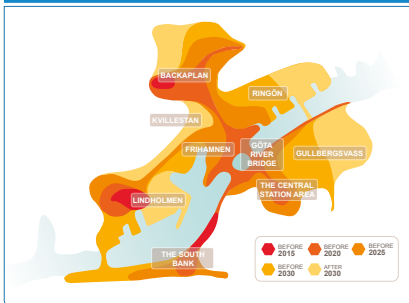 BACKAPLAN
RINGÖN
KVILLESTAN
FRIHAMNEN
GÖTA
RIVER
BRIDGE
GULLBERGSVASS
THE CENTRAL
STATION AREA
LINDHOLMEN
THE SOUTH
BANK
BEFORE
2015
BEFORE
2020
BEFORE
2025
BEFORE
2030
AFTER
2030